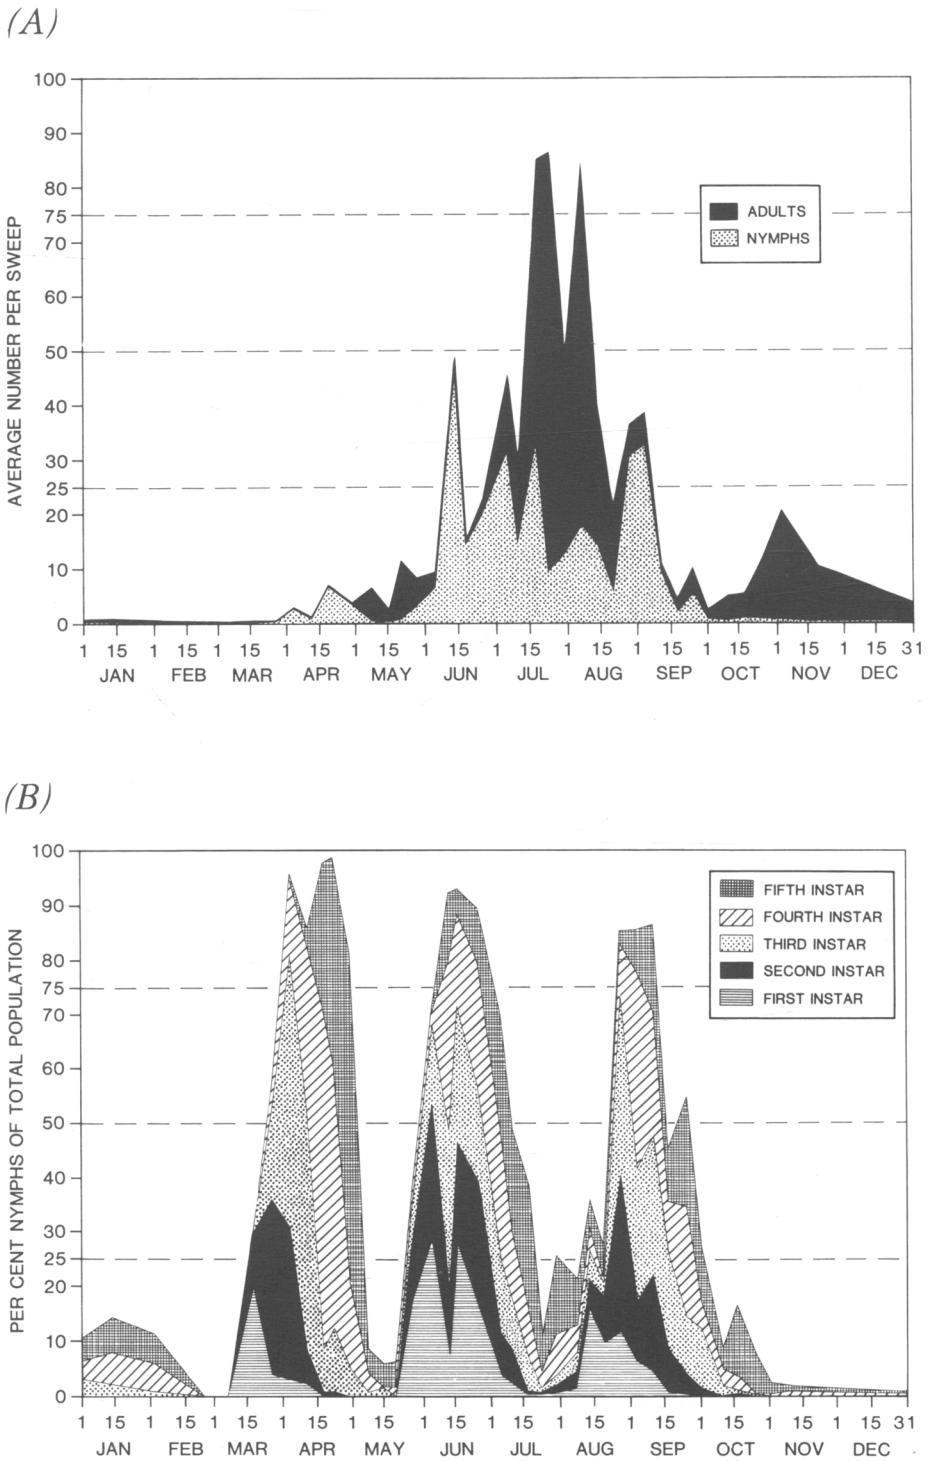 (A)
AVERAGE NUMBER PER SWEEP
100
90
80
75
70
60
50
40
30
25
20
10
0
ADULTS
NYMPHS
1 15 1 15 1 15 1 15 1 15 1 15 1 15 1 15 1 15 1 15 1 15 1 15 31
JAN FEB MAR APR MAY JUN JUL AUG SEP OCT NOV DEC
(B)
PER CENT NYMPHS OF TOTAL POPULATION
100
90
80
75
70
60
50
40
30
25
20
10
0
FIFTH INSTAR
FOURTH INSTAR
THIRD INSTAR
SECOND INSTAR
FIRST INSTAR
1 15 1 15 1 15 1 15 1 15 1 15 1 15 1 15 1 15 1 15 1 15 1 15 31
JAN FEB MAR APR MAY JUN JUL AUG SEP OCT NOV DEC